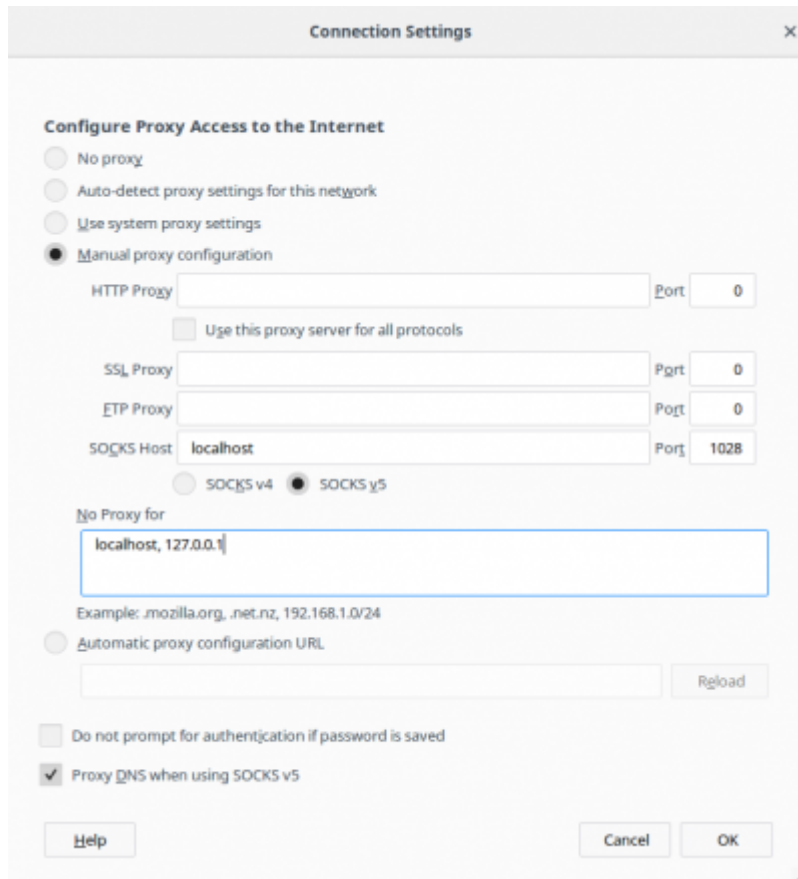 Connection Settings ×
Configure Proxy Access to the Internet
No proxy
Auto-detect proxy settings for this network
Use system proxy settings
Manual proxy configuration
HTTP Proxy Port 0
Use this proxy server for all protocols
SSL Proxy Port 0
FTP Proxy Port 0
SOCKS Host localhost Port 1028
SOCKS v4 SOCKS v5
No Proxy for
localhost, 127.0.0.1
Example: .mozilla.org, .net.nz, 192.168.1.0/24
Automatic proxy configuration URL
Reload
Do not prompt for authentication if password is saved
Proxy DNS when using SOCKS v5
Help Cancel OK